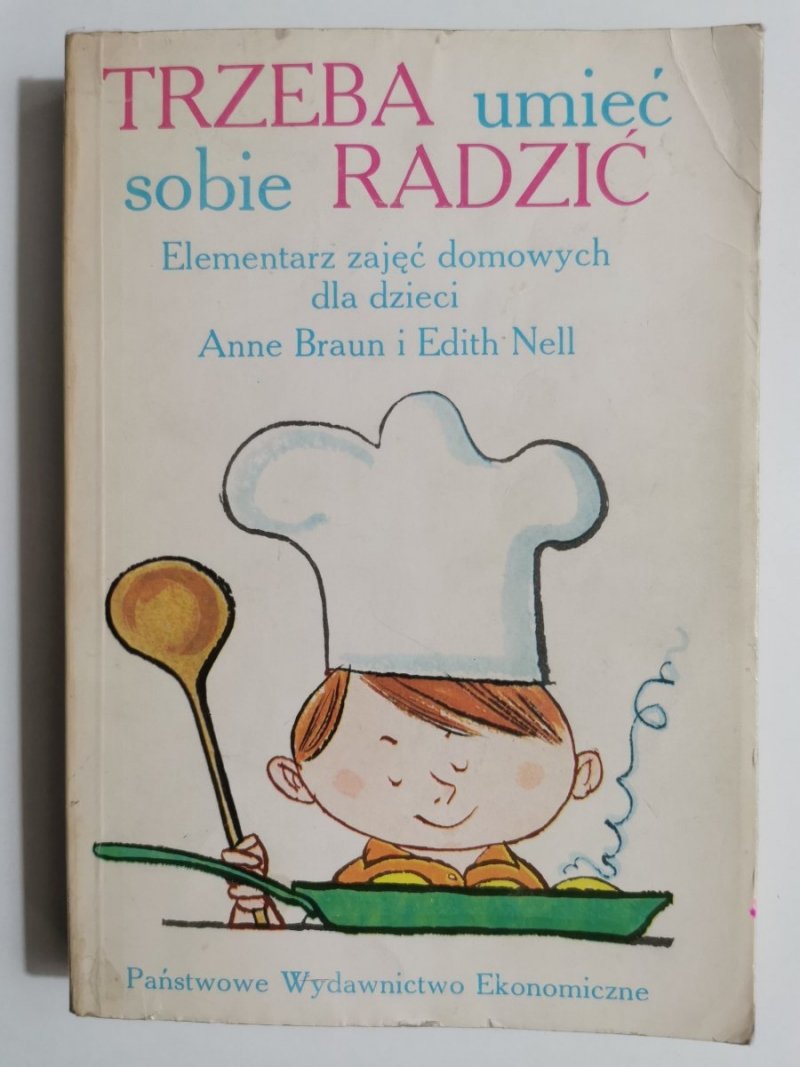 TRZEBA umieć
sobie RADZIĆ
Elementarz zajęć domowych
dla dzieci
Anne Braun i Edith Nell
Państwowe Wydawnictwo Ekonomiczne